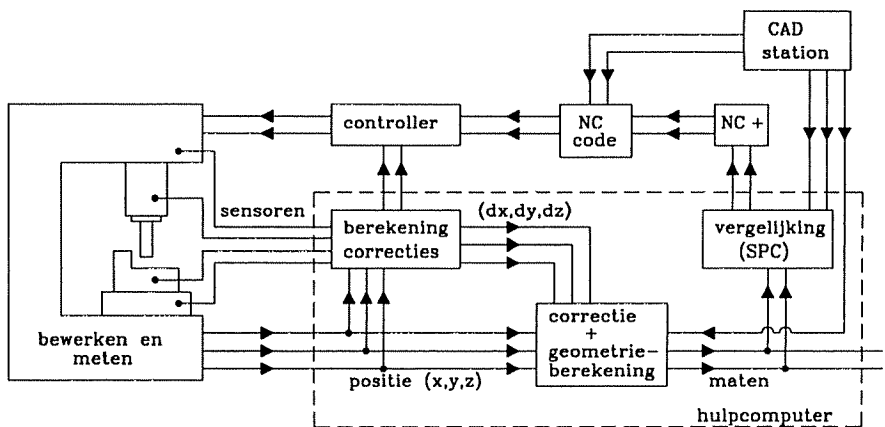 CAD
station
controller
NC
code
NC +
sensoren
berekening
correcties
(dx,dy,dz)
vergelijking
(SPC)
bewerken en
meten
correctie
+
geometrie-
berekening
positie (x,y,z)
maten
hulpcomputer